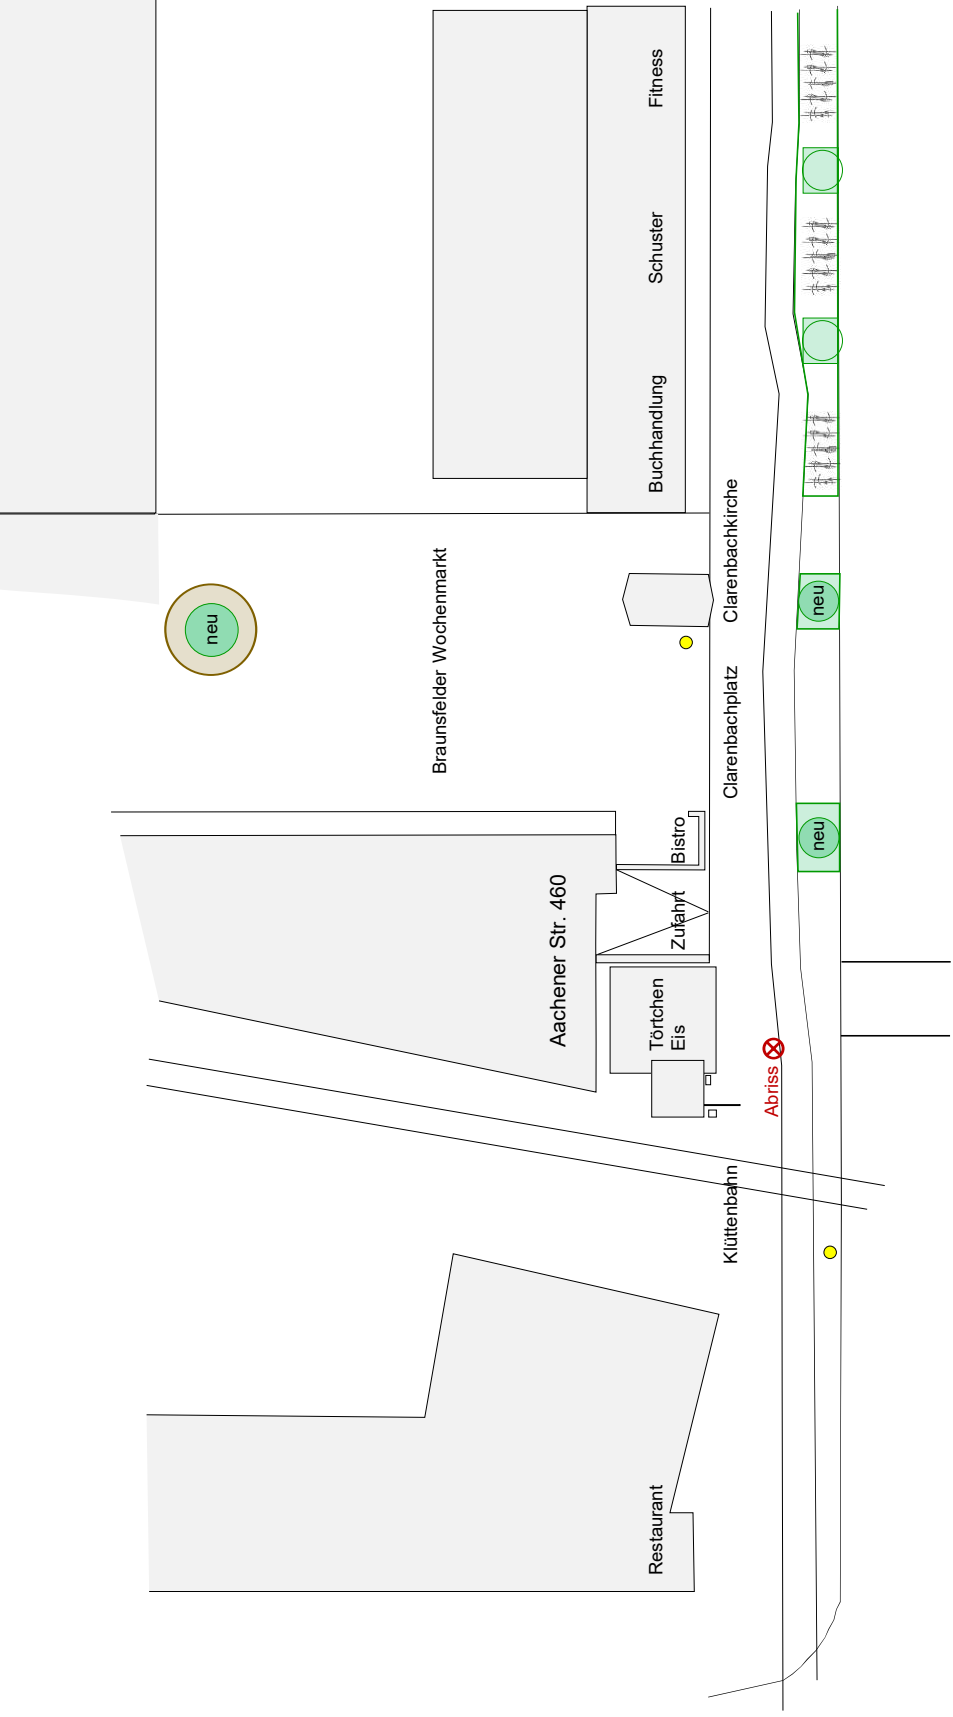 Fitness
Schuster
Buchhandlung
Clarenbachkirche
neu
Braunsfelder Wochenmarkt
neu
Clarenbachplatz
neu
Bistro
Zufahrt
Aachener Str. 460
Törtchen
Eis
Abriss
Klüttenbahn
Restaurant